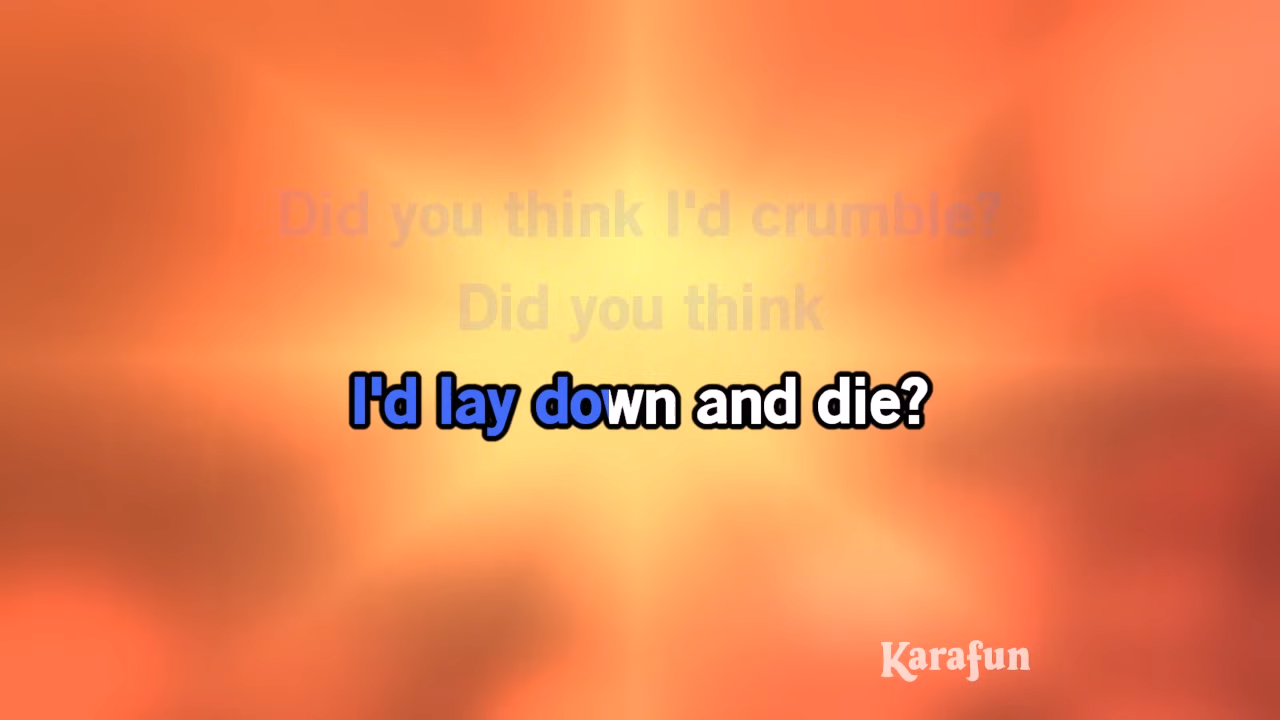 Did you think I'd crumble?
Did you think
I'd lay down and die?
Karafun